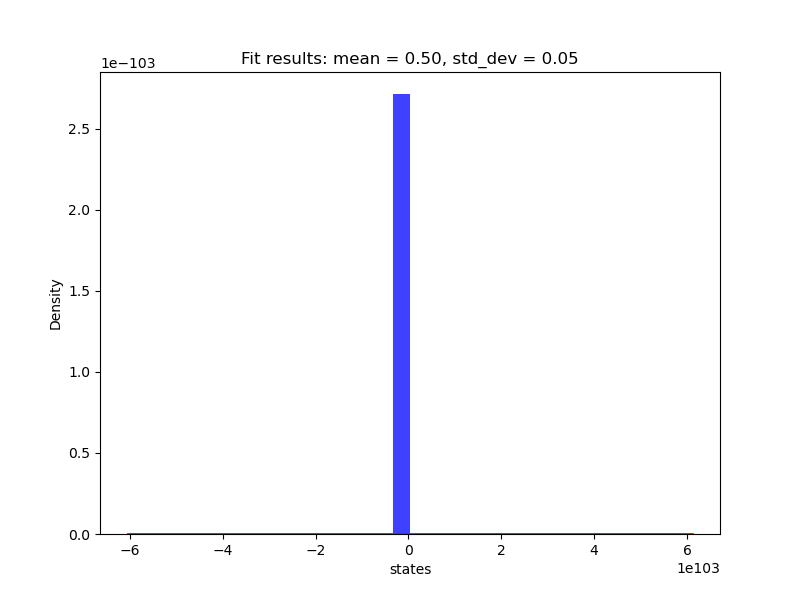 Fit results: mean = 0.50, std_dev = 0.05
1e−103
2.5
2.0
1.5
1.0
0.5
0.0
Density
−6
−4
−2
0
2
4
6
states
1e103